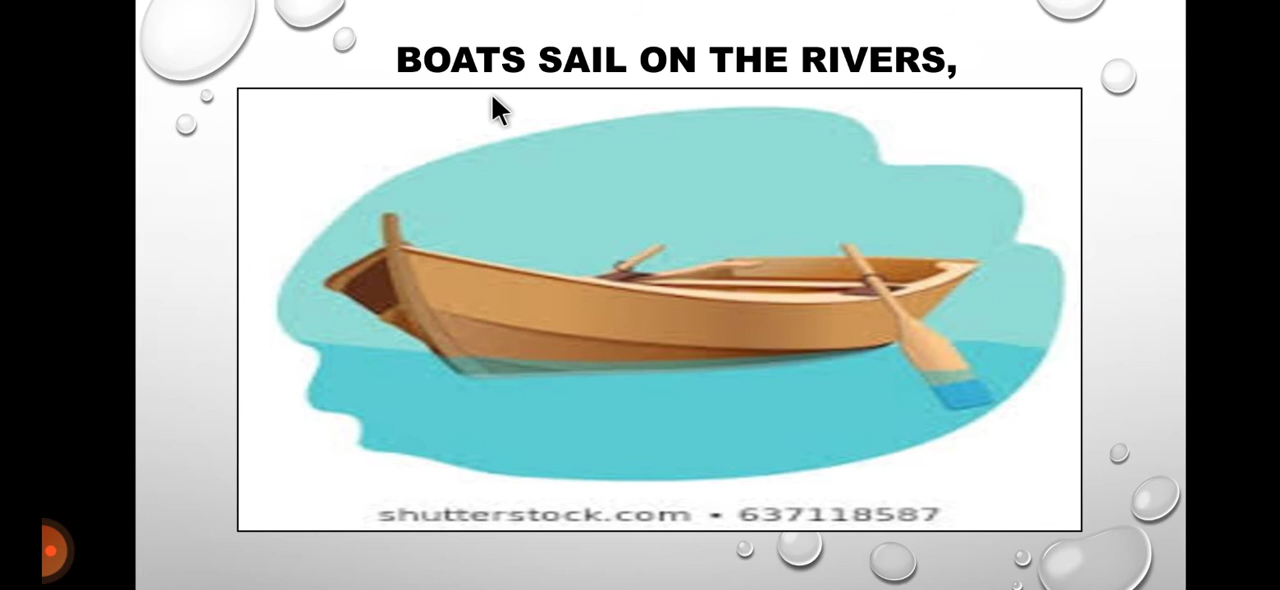 BOATS SAIL ON THE RIVERS,
shutterstock.com • 637118587